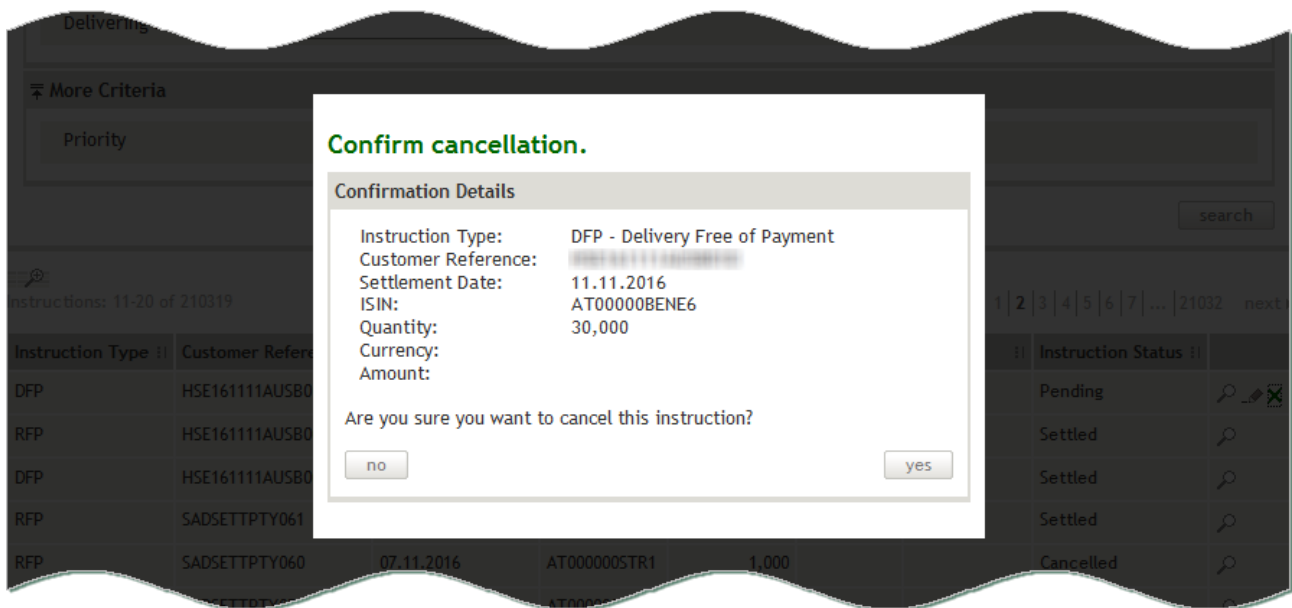 Delivering
More Criteria
Priority
search
Confirm cancellation.
Confirmation Details
Instruction Type: DFP - Delivery Free of Payment
Customer Reference:
Settlement Date: 11.11.2016
ISIN: AT00000BENE6
Quantity: 30,000
Currency:
Amount:
Are you sure you want to cancel this instruction?
no yes
Instructions: 11-20 of 210319
1 | 2 | 3 | 4 | 5 | 6 | 7 | ... | 21032 next
Instruction Type Customer Refere Instruction Status
DFP HSE161111AUSB0 Pending
RFP HSE161111AUSB0 Settled
DFP HSE161111AUSB0 Settled
RFP SADSETTPTY061 Settled
RFP SADSETTPTY060 07.11.2016 AT000000STR1 1,000 Cancelled